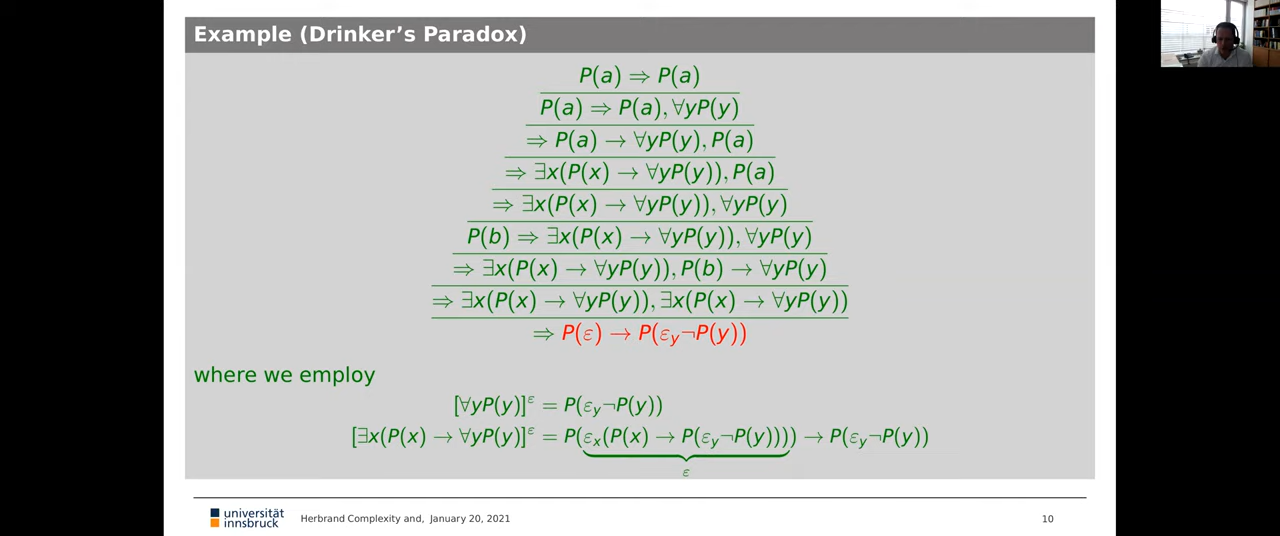 Example (Drinker's Paradox)
P(a) ⇒ P(a)
P(a) ⇒ P(a), ∀yP(y)
⇒ P(a) → ∀yP(y), P(a)
⇒ ∃x(P(x) → ∀yP(y)), P(a)
⇒ ∃x(P(x) → ∀yP(y)), ∀yP(y)
P(b) ⇒ ∃x(P(x) → ∀yP(y)), ∀yP(y)
⇒ ∃x(P(x) → ∀yP(y)), P(b) → ∀yP(y)
⇒ ∃x(P(x) → ∀yP(y)), ∃x(P(x) → ∀yP(y))
⇒ P(ε) → P(ε_y¬P(y))
where we employ
[∀yP(y)]^ε = P(ε_y¬P(y))
[∃x(P(x) → ∀yP(y)]^ε = P(ε_x(P(x) → P(ε_y¬P(y)))) → P(ε_y¬P(y))
ε
universität
innsbruck
Herbrand Complexity and, January 20, 2021
10